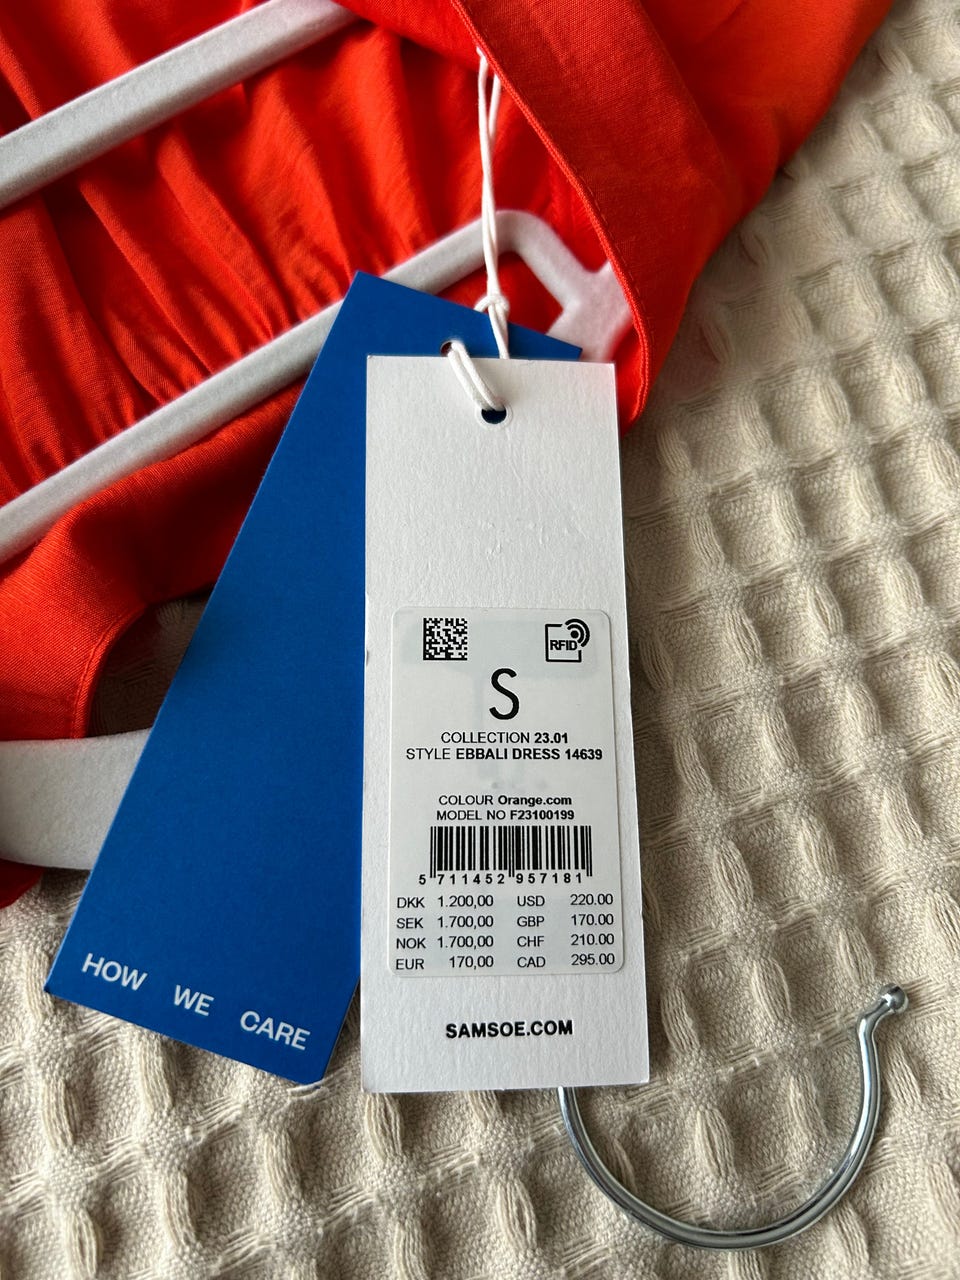 RFID
S
COLLECTION 23.01
STYLE EBBALI DRESS 14639
COLOUR Orange.com
MODEL NO F23100199
5 711452 957181
DKK 1.200,00 USD 220.00
SEK 1.700,00 GBP 170.00
NOK 1.700,00 CHF 210.00
EUR 170,00 CAD 295.00
SAMSOE.COM
HOW WE CARE